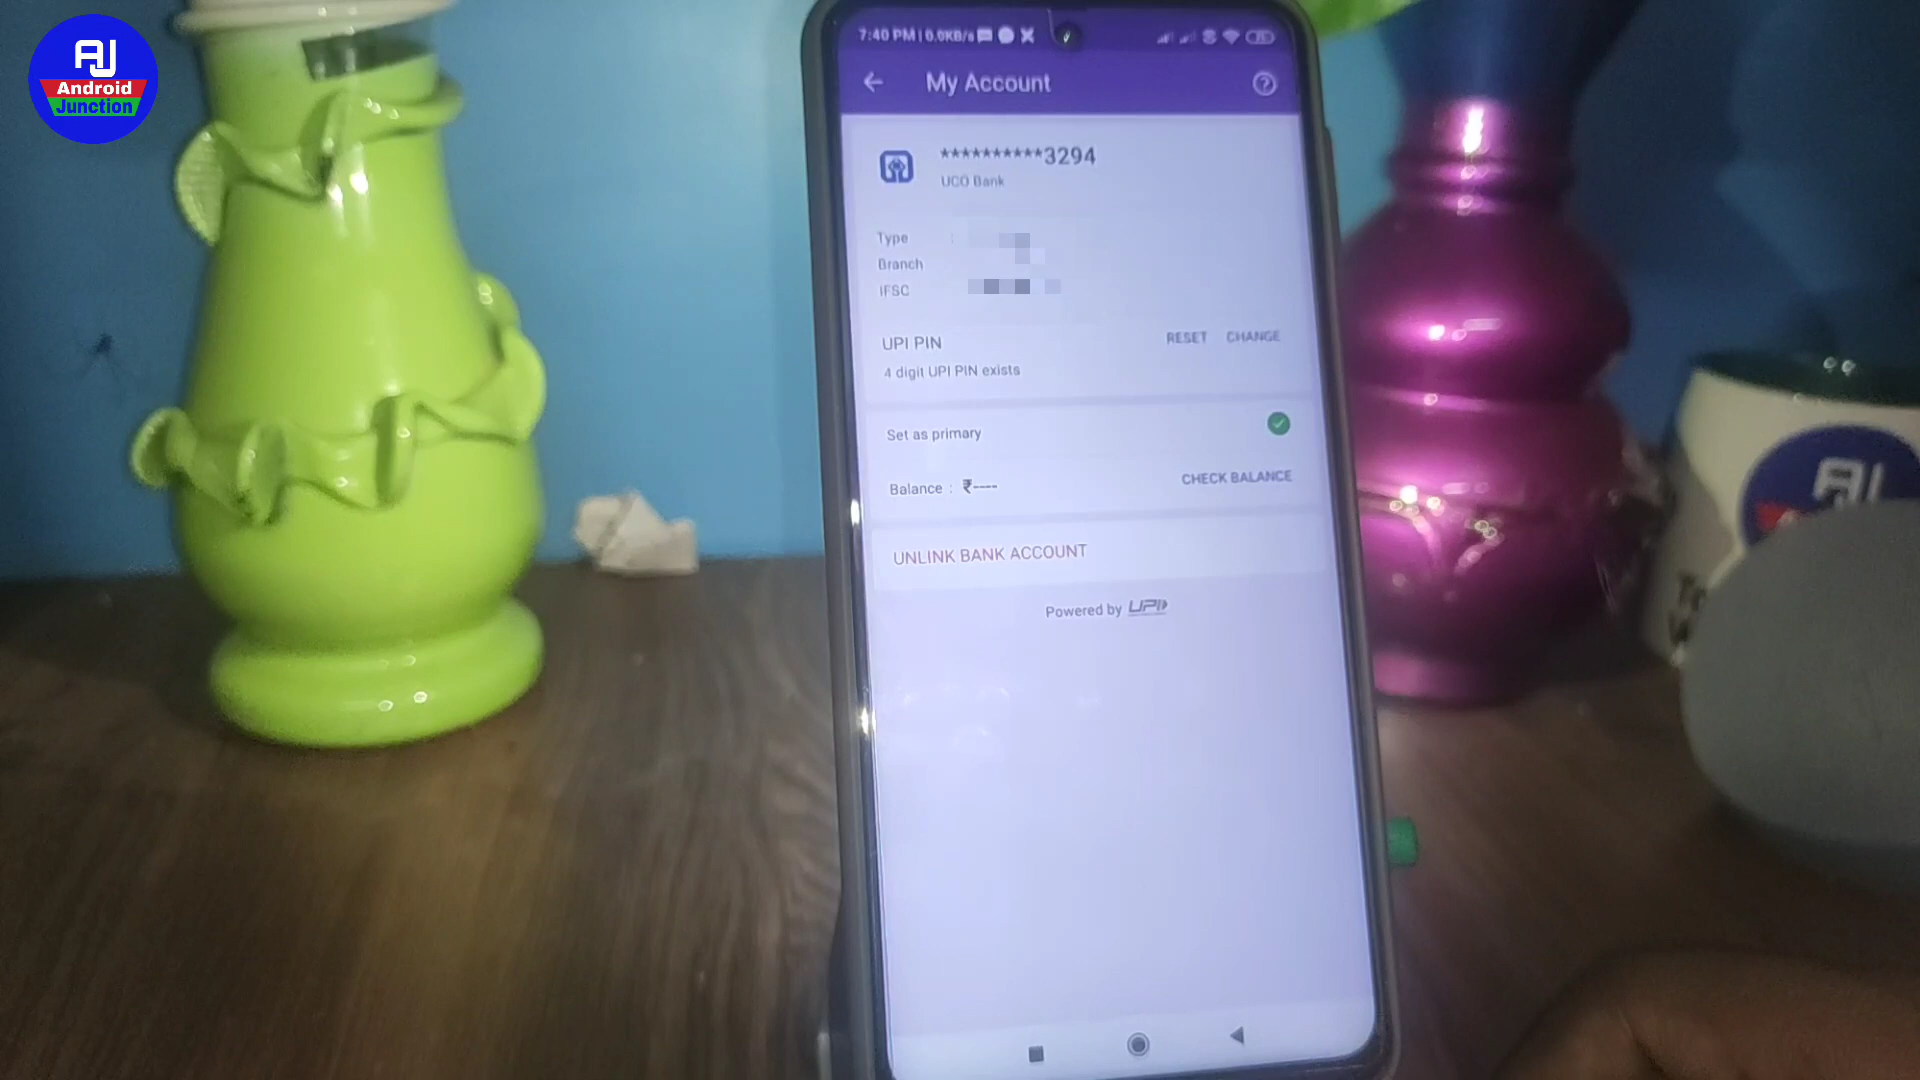 AJ
Android
Junction
7:40 PM | 0.0KB/s
My Account
**********3294
UCO Bank
Type :
Branch
IFSC
UPI PIN
RESET CHANGE
4 digit UPI PIN exists
Set as primary
Balance : ₹----
CHECK BALANCE
UNLINK BANK ACCOUNT
Powered by UPI
AJ